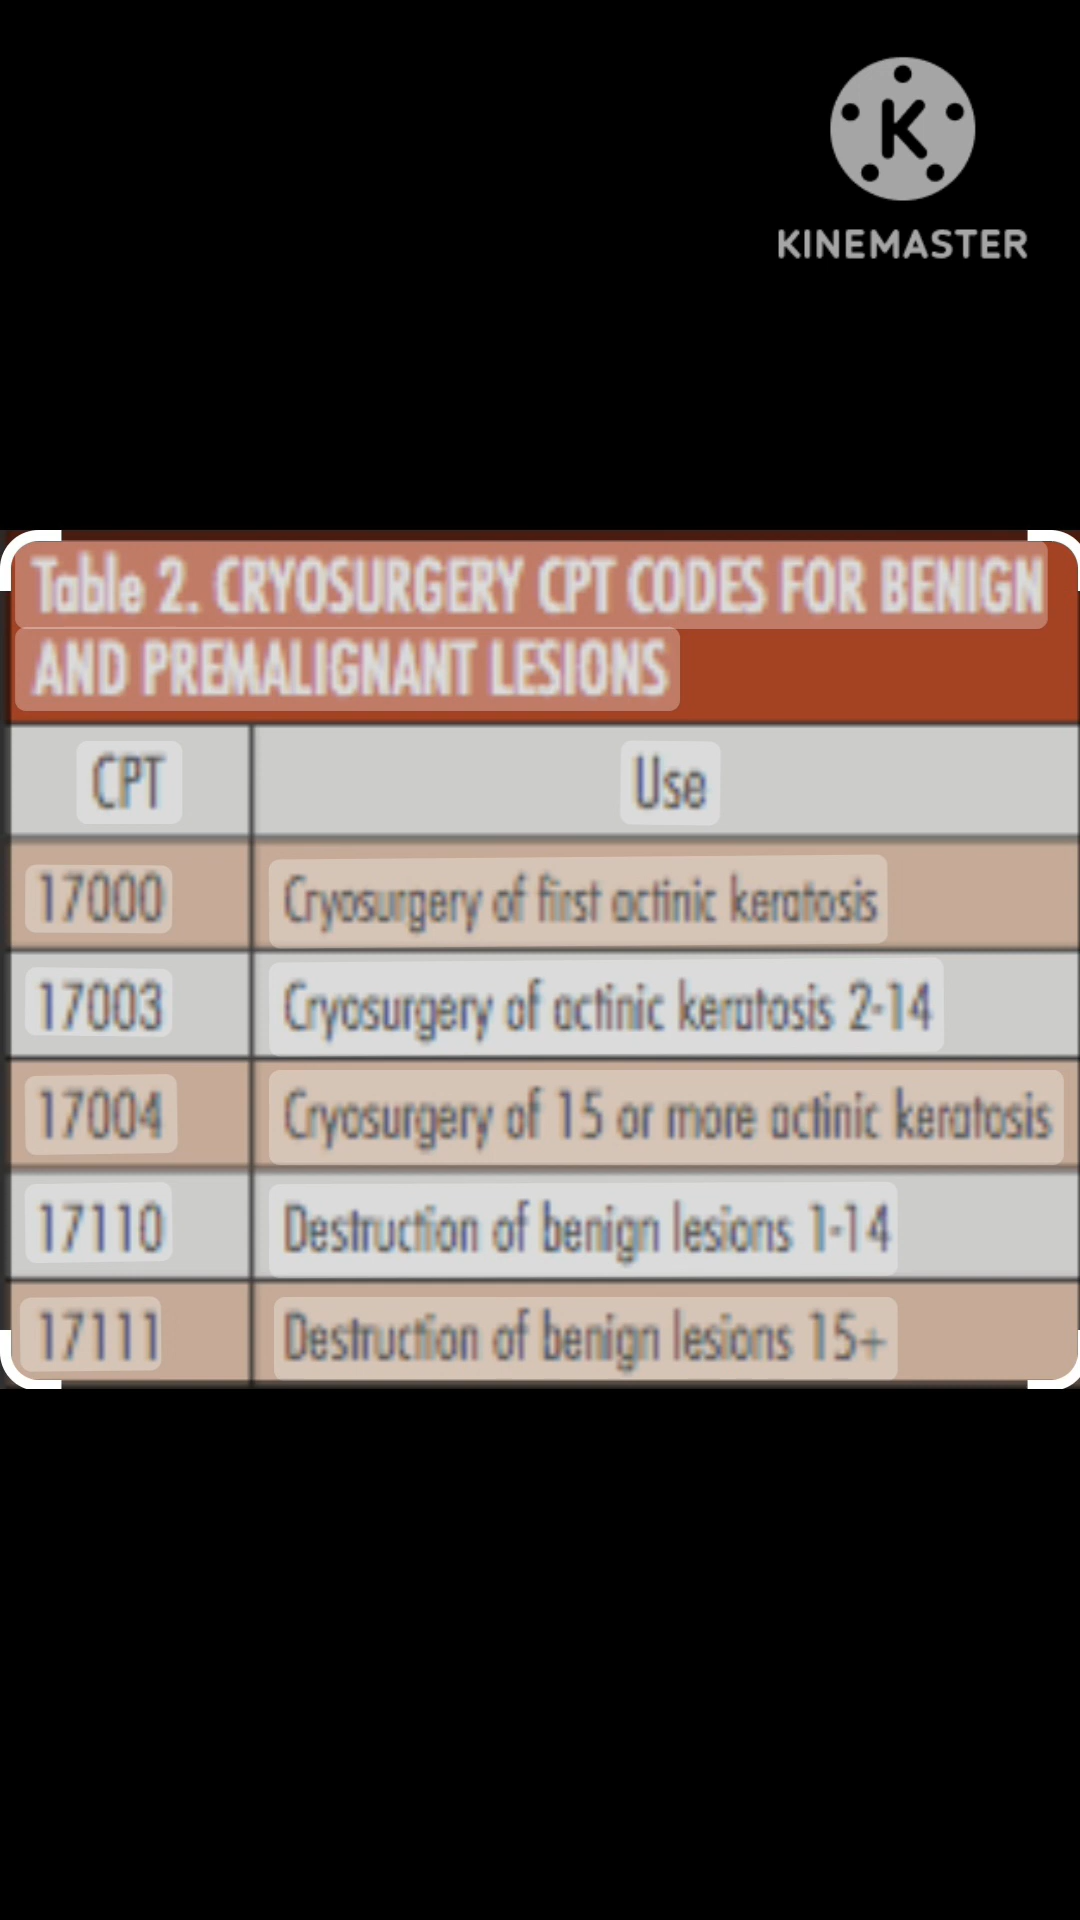 K
KINEMASTER
Table 2. CRYOSURGERY CPT CODES FOR BENIGN
AND PREMALIGNANT LESIONS
CPT Use
17000 Cryosurgery of first actinic keratosis
17003 Cryosurgery of actinic keratosis 2-14
17004 Cryosurgery of 15 or more actinic keratosis
17110 Destruction of benign lesions 1-14
17111 Destruction of benign lesions 15+